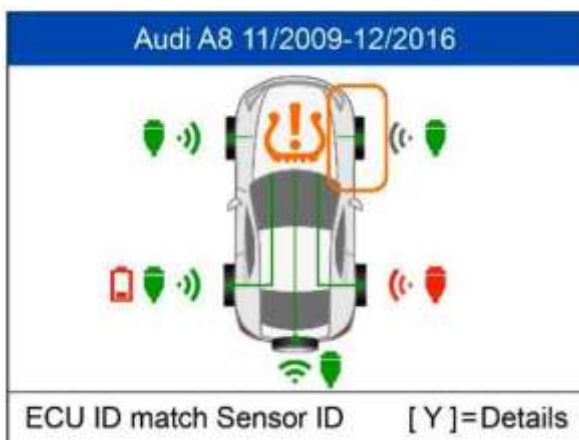 Audi A8 11/2009-12/2016
ECU ID match Sensor ID [ Y ]=Details